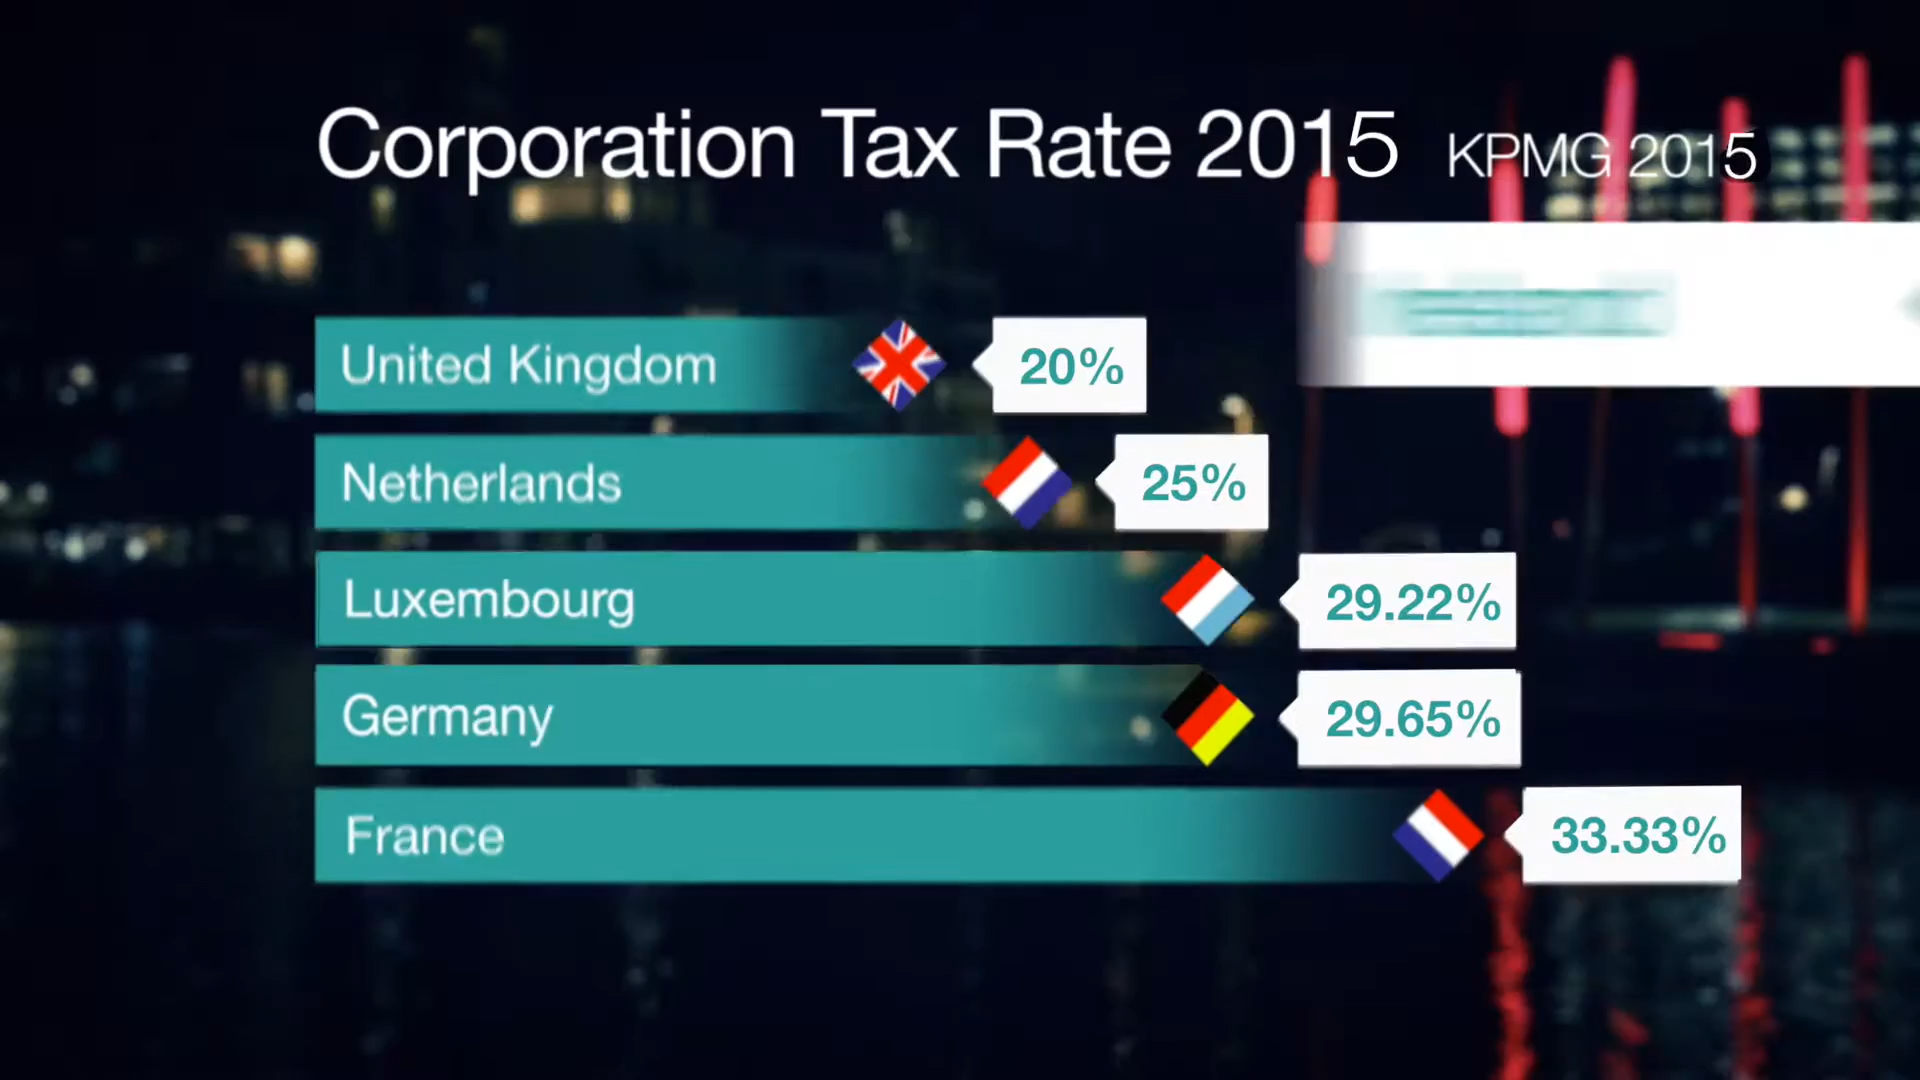 Corporation Tax Rate 2015 KPMG 2015
United Kingdom 20%
Netherlands 25%
Luxembourg 29.22%
Germany 29.65%
France 33.33%